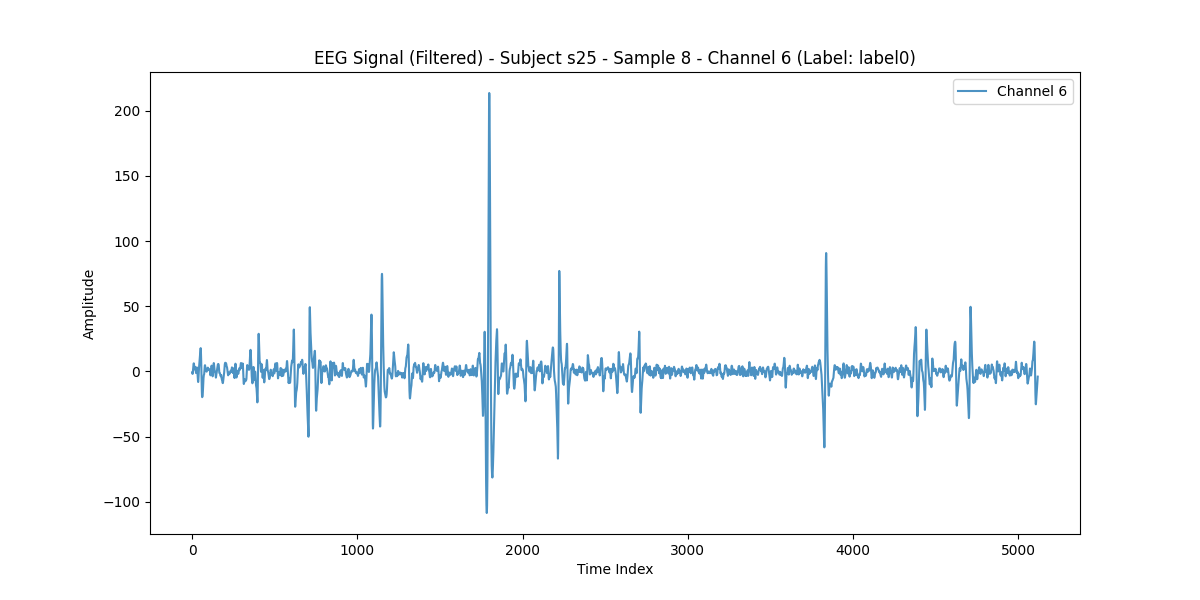 EEG Signal (Filtered) - Subject s25 - Sample 8 - Channel 6 (Label: label0)
Channel 6
200
150
100
50
0
−50
−100
Amplitude
0 1000 2000 3000 4000 5000
Time Index